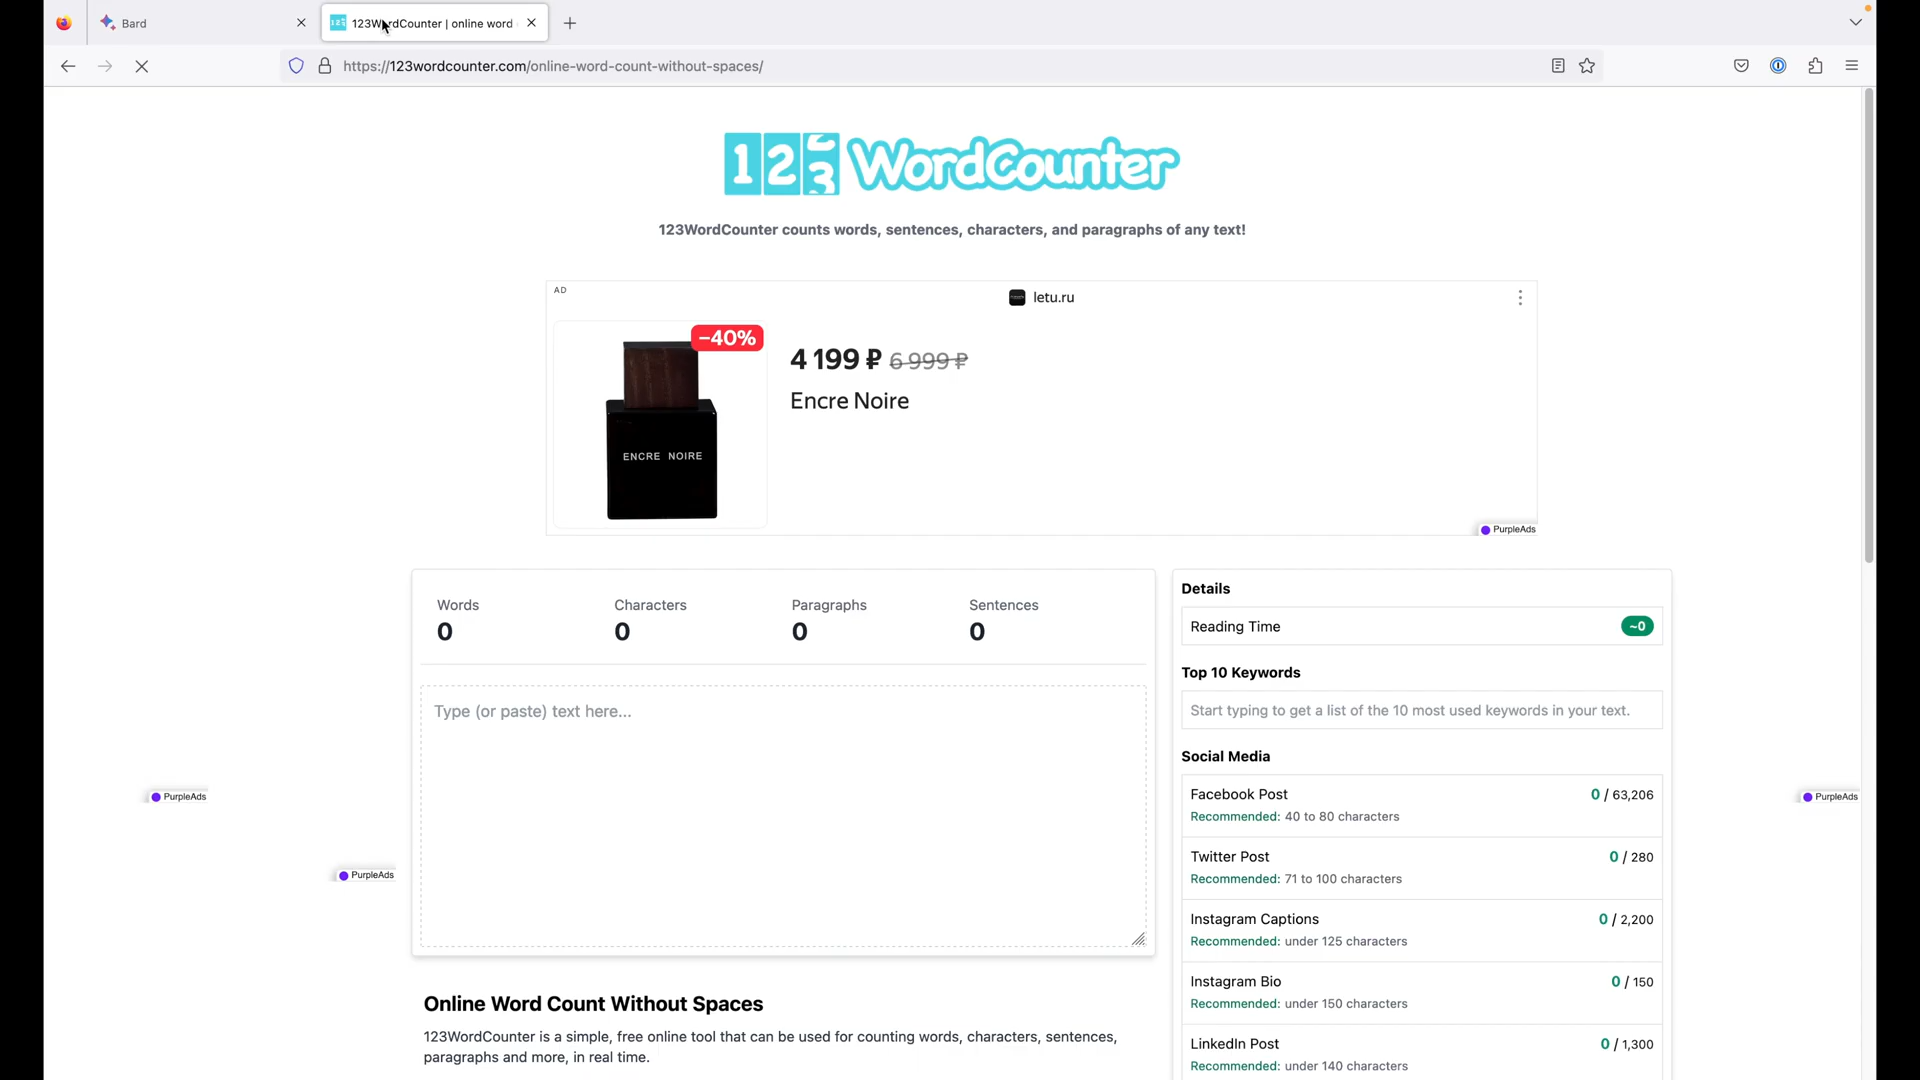 Bard
123WordCounter | online word
https://123wordcounter.com/online-word-count-without-spaces/
123 WordCounter
123WordCounter counts words, sentences, characters, and paragraphs of any text!
AD
letu.ru
-40%
4 199 ₽ 6 999 ₽
Encre Noire
ENCRE NOIRE
PurpleAds
Words
Characters
Paragraphs
Sentences
0
0
0
0
Type (or paste) text here...
Details
Reading Time
~0
Top 10 Keywords
Start typing to get a list of the 10 most used keywords in your text.
Social Media
Facebook Post
0 / 63,206
Recommended: 40 to 80 characters
Twitter Post
0 / 280
Recommended: 71 to 100 characters
Instagram Captions
0 / 2,200
Recommended: under 125 characters
Instagram Bio
0 / 150
Recommended: under 150 characters
LinkedIn Post
0 / 1,300
Recommended: under 140 characters
PurpleAds
PurpleAds
PurpleAds
Online Word Count Without Spaces
123WordCounter is a simple, free online tool that can be used for counting words, characters, sentences,
paragraphs and more, in real time.